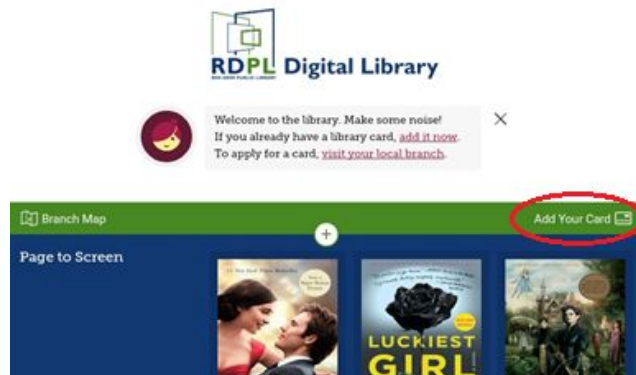 RDPL Digital Library
Welcome to the library. Make some noise!
If you already have a library card, add it now.
To apply for a card, visit your local branch.
Branch Map
Add Your Card
Page to Screen
LUCKIEST
GIRL